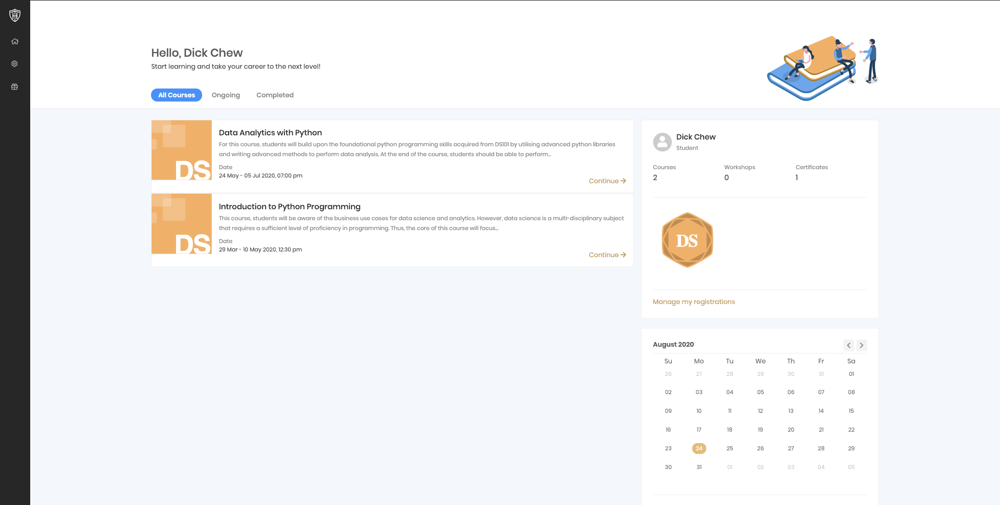 Hello, Dick Chew
Start learning and take your career to the next level!
All Courses Ongoing Completed
DS
Data Analytics with Python
For this course, students will build upon the foundational python programming skills acquired from DS101 by utilising advanced python libraries
and writing advanced methods to perform data analysis. At the end of the course, students should be able to perform...
Date
24 May - 05 Jul 2020, 07:00 pm
Continue
DS
Introduction to Python Programming
This course, students will be aware of the business use cases for data science and analytics. However, data science is a multi-disciplinary subject
that requires a sufficient level of proficiency in programming. Thus, the core of this course will focus...
Date
29 Mar - 10 May 2020, 12:30 pm
Continue
Dick Chew
Student
Courses Workshops Certificates
2 0 1
DS
Manage my registrations
August 2020
Su Mo Tu We Th Fr Sa
26 27 28 29 30 31 01
02 03 04 05 06 07 08
09 10 11 12 13 14 15
16 17 18 19 20 21 22
23 24 25 26 27 28 29
30 31 01 02 03 04 05